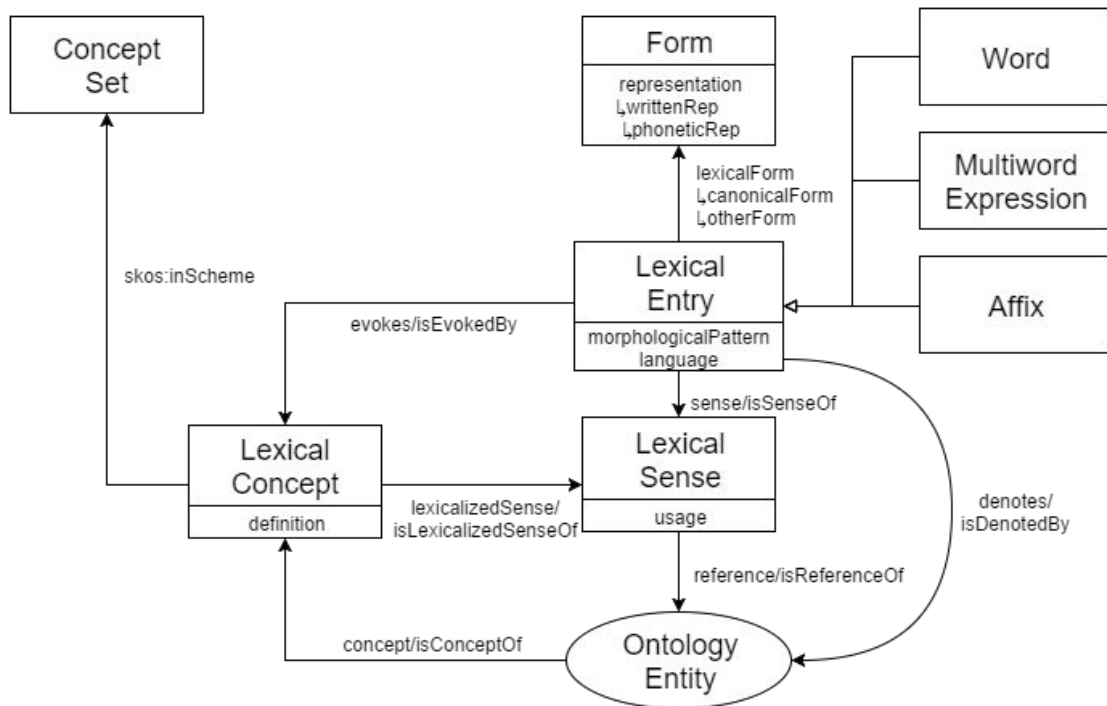 Concept
Set
Form
representation
↳writtenRep
↳phoneticRep
Word
lexicalForm
↳canonicalForm
↳otherForm
Multiword
Expression
skos:inScheme
Lexical
Entry
morphologicalPattern
language
Affix
evokes/isEvokedBy
sense/isSenseOf
Lexical
Concept
definition
lexicalizedSense/
isLexicalizedSenseOf
Lexical
Sense
usage
denotes/
isDenotedBy
reference/isReferenceOf
concept/isConceptOf
Ontology
Entity